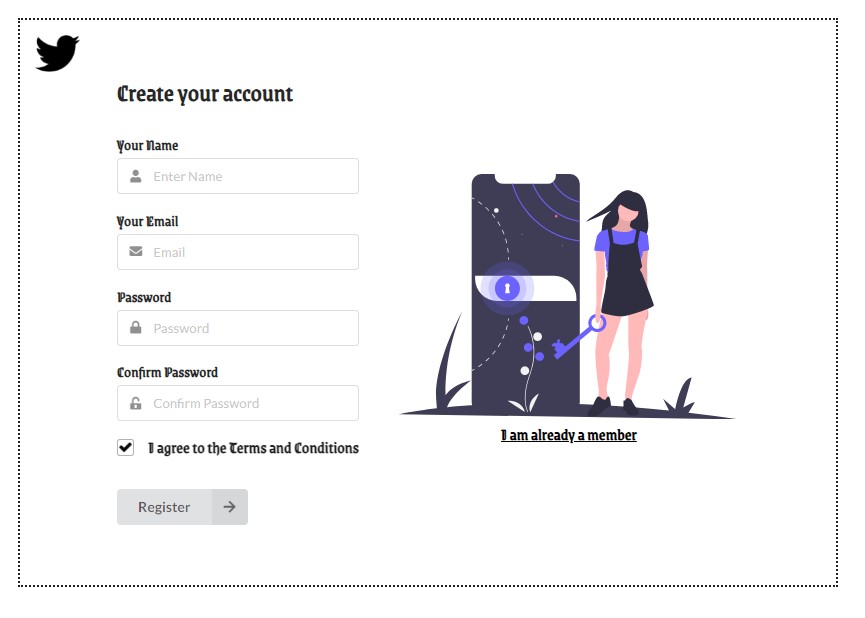 Create your account
Your Name
Enter Name
Your Email
Email
Password
Password
Confirm Password
Confirm Password
I agree to the Terms and Conditions
Register
I am already a member